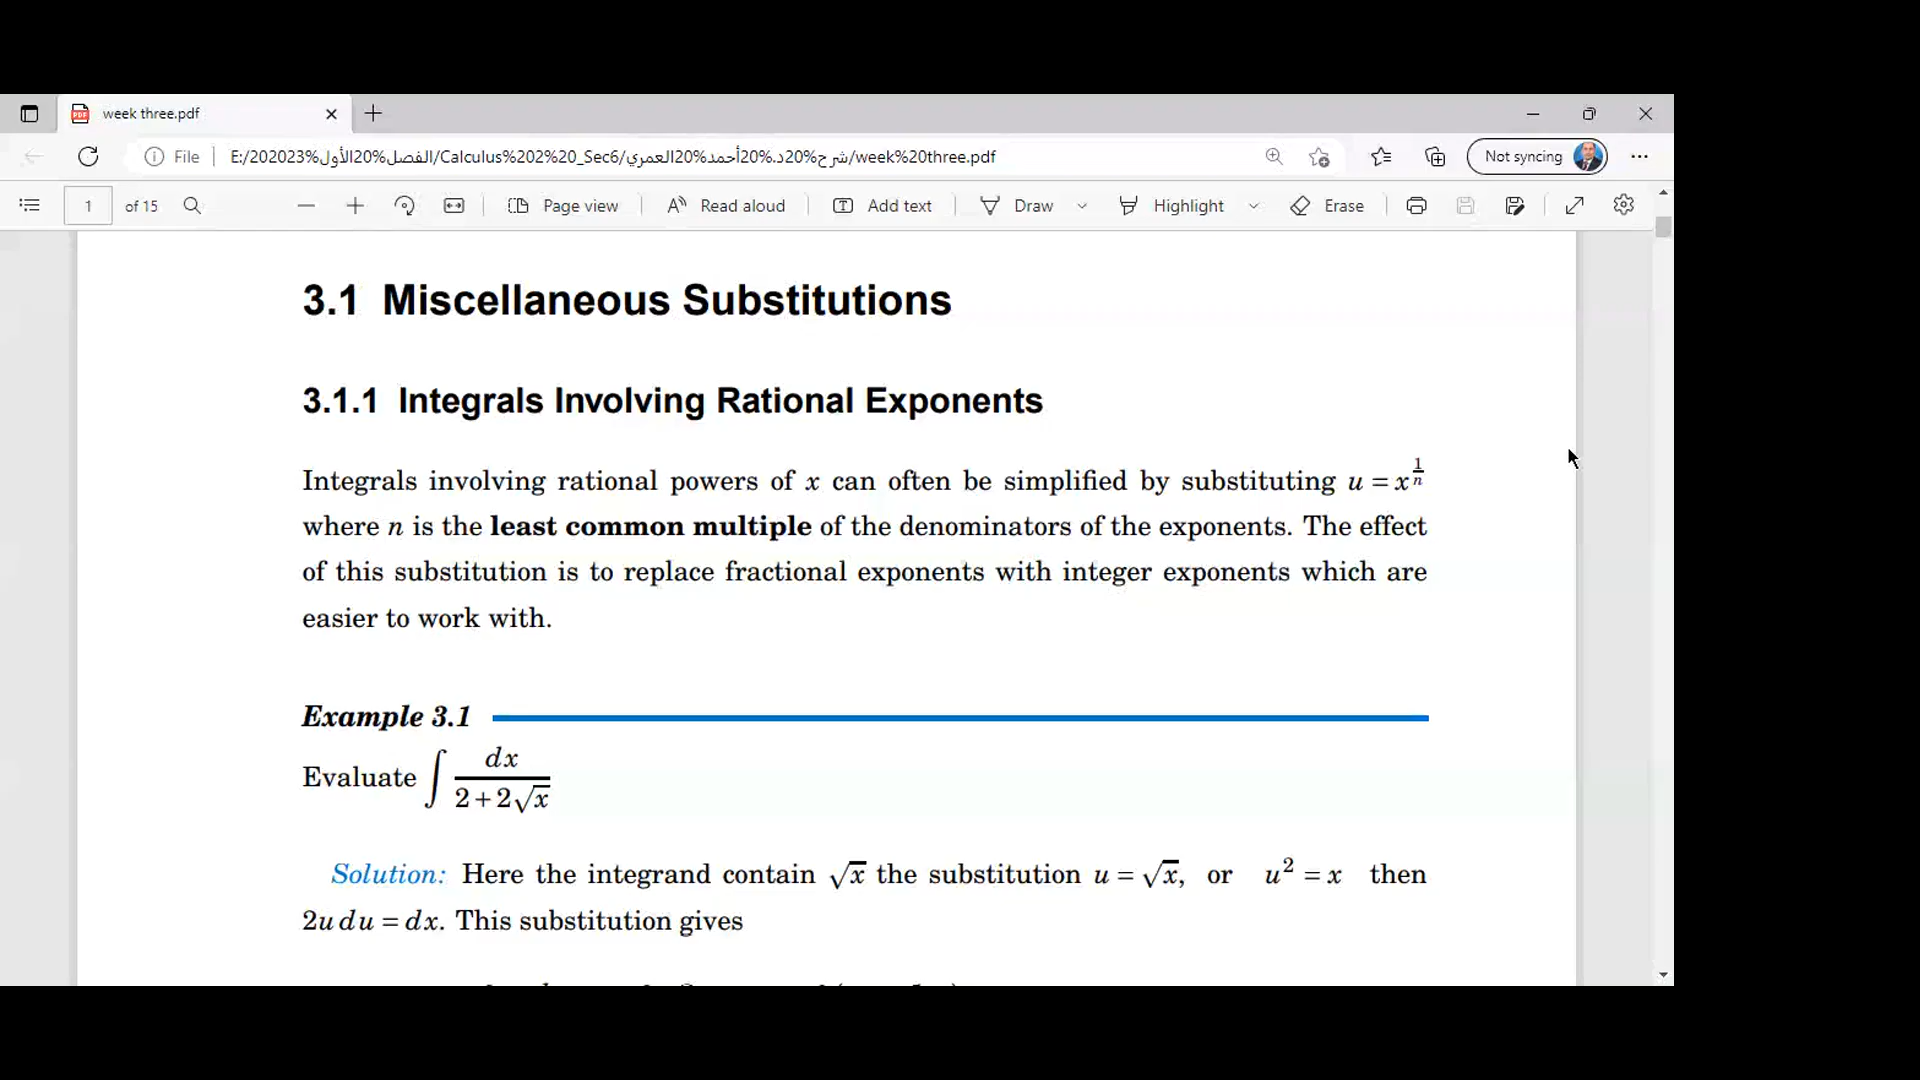 week three.pdf
File
E:/202023%الفصل%20الأول/Calculus%202%20_Sec6/شرح%20د.%20أحمد%20العمري/week%20three.pdf
Not syncing
1 of 15
Page view
Read aloud
Add text
Draw
Highlight
Erase
3.1 Miscellaneous Substitutions
3.1.1 Integrals Involving Rational Exponents
Integrals involving rational powers of x can often be simplified by substituting u = x^{1/n}
where n is the least common multiple of the denominators of the exponents. The effect
of this substitution is to replace fractional exponents with integer exponents which are
easier to work with.
Example 3.1
Evaluate ∫ dx / (2+2√x)
Solution: Here the integrand contain √x the substitution u = √x, or u² = x then
2u du = dx. This substitution gives